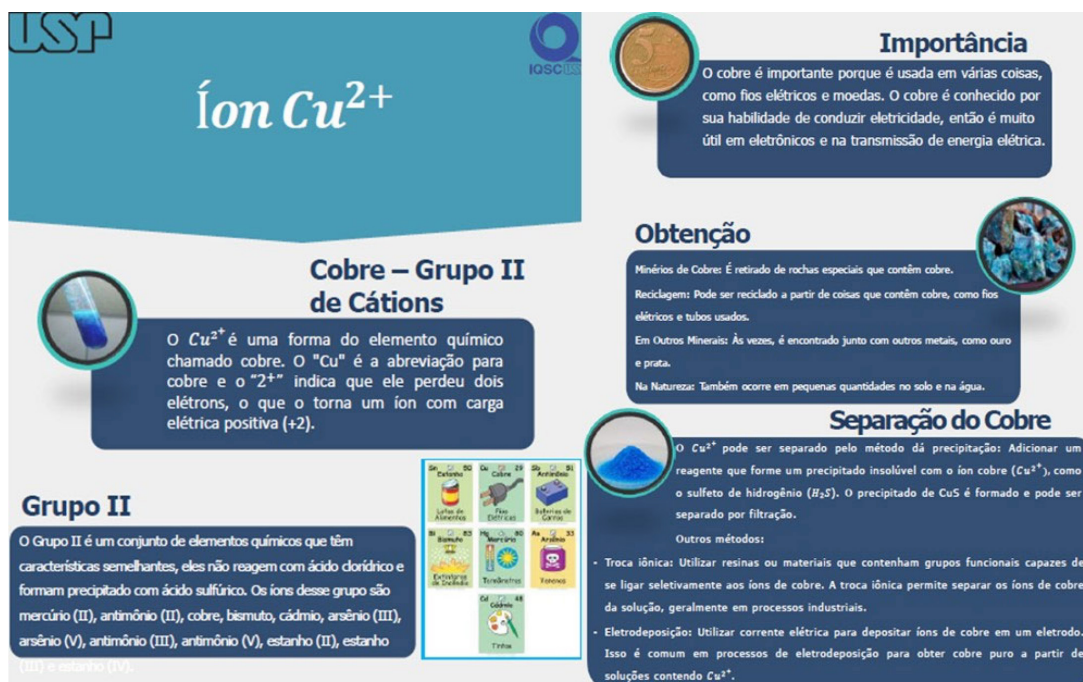 USP
IQSC USP
Íon Cu²⁺
Cobre – Grupo II
de Cátions
O Cu²⁺ é uma forma do elemento químico
chamado cobre. O "Cu" é a abreviação para
cobre e o "2⁺" indica que ele perdeu dois
elétrons, o que o torna um íon com carga
elétrica positiva (+2).
Grupo II
O Grupo II é um conjunto de elementos químicos que têm
características semelhantes, eles não reagem com ácido clorídrico e
formam precipitado com ácido sulfúrico. Os íons desse grupo são
mercúrio (II), antimônio (II), cobre, bismuto, cádmio, arsênio (III),
arsênio (V), antimônio (III), antimônio (V), estanho (II), estanho
(III) e estanho (IV).
Sn 50
Estanho
Latas de
Alimentos
Cu 29
Cobre
Fios
Elétricos
Sb 51
Antimônio
Baterias de
Carros
Bi 83
Bismuto
Extintores
de Incêndio
Hg 80
Mercúrio
Termômetros
As 33
Arsênio
Venenos
Cd 48
Cádmio
Tintas
5
Importância
O cobre é importante porque é usada em várias coisas,
como fios elétricos e moedas. O cobre é conhecido por
sua habilidade de conduzir eletricidade, então é muito
útil em eletrônicos e na transmissão de energia elétrica.
Obtenção
Minérios de Cobre: É retirado de rochas especiais que contêm cobre.
Reciclagem: Pode ser reciclado a partir de coisas que contêm cobre, como fios
elétricos e tubos usados.
Em Outros Minerais: Às vezes, é encontrado junto com outros metais, como ouro
e prata.
Na Natureza: Também ocorre em pequenas quantidades no solo e na água.
Separação do Cobre
O Cu²⁺ pode ser separado pelo método dá precipitação: Adicionar um
reagente que forme um precipitado insolúvel com o íon cobre (Cu²⁺), como
o sulfeto de hidrogênio (H₂S). O precipitado de CuS é formado e pode ser
separado por filtração.
Outros métodos:
- Troca iônica: Utilizar resinas ou materiais que contenham grupos funcionais capazes de
se ligar seletivamente aos íons de cobre. A troca iônica permite separar os íons de cobre
da solução, geralmente em processos industriais.
- Eletrodeposição: Utilizar corrente elétrica para depositar íons de cobre em um eletrodo.
Isso é comum em processos de eletrodeposição para obter cobre puro a partir de
soluções contendo Cu²⁺.